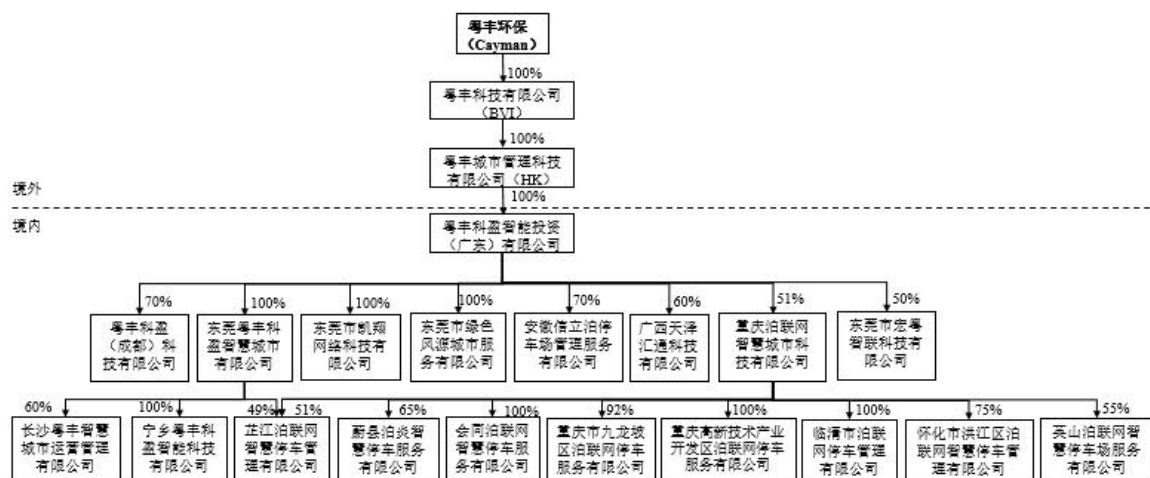 粤丰环保
（Cayman）
100%
粤丰科技有限公司
（BVI）
100%
粤丰城市管理科技
有限公司（HK）
境外
100%
境内
粤丰科盈智能投资
（广东）有限公司
70%
100%
100%
100%
70%
60%
51%
50%
粤丰科盈
（成都）科
技有限公司
东莞粤丰科
盈智慧城市
有限公司
东莞市凯翔
网络科技有
限公司
东莞市绿色
风源城市服
务有限公司
安徽信立泊停
车场管理服务
有限公司
广西天泽
汇通科技
有限公司
重庆泊联网
智慧城市科
技有限公司
东莞市宏粤
智联科技有
限公司
60%
100%
49%
51%
65%
100%
92%
100%
100%
75%
55%
长沙粤丰智慧
城市运营管理
有限公司
宁乡粤丰科
盈智能科技
有限公司
芷江泊联网
智慧停车管
理有限公司
蔚县泊炎智
慧停车服务
有限公司
会同泊联网
智慧停车服
务有限公司
重庆市九龙坡
区泊联网停车
服务有限公司
重庆高新技术产业
开发区泊联网停车
服务有限公司
临清市泊联
网停车管理
有限公司
怀化市洪江区泊
联网智慧停车管
理有限公司
英山泊联网智
慧停车场服务
有限公司